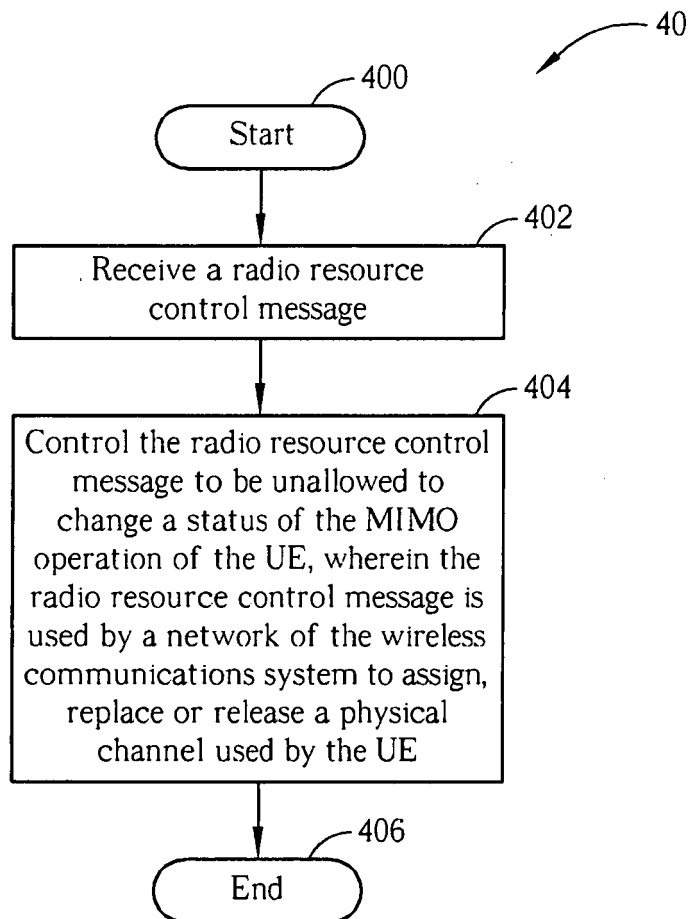 40
400
Start
402
Receive a radio resource
control message
404
Control the radio resource control
message to be unallowed to
change a status of the MIMO
operation of the UE, wherein the
radio resource control message is
used by a network of the wireless
communications system to assign,
replace or release a physical
channel used by the UE
406
End